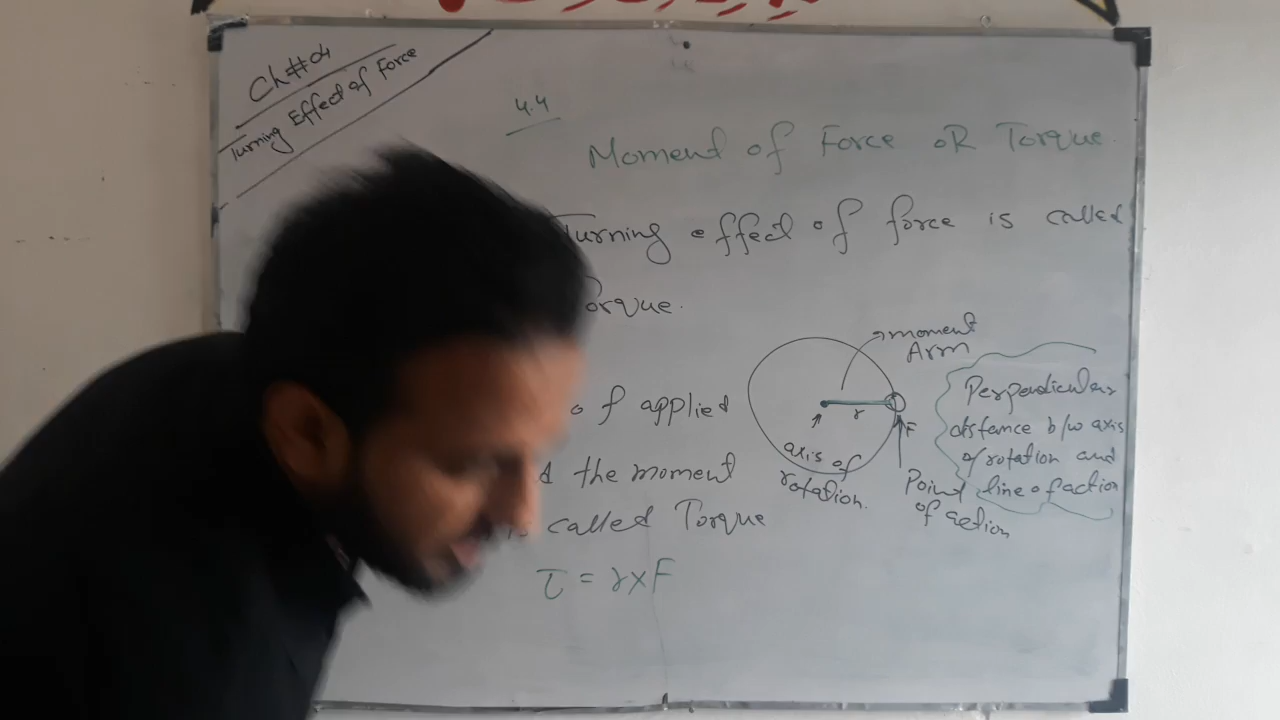 Ch#04
Turning Effect of Force
4.4
Moment of Force OR Torque.
Turning effect of force is called
Torque.
of applied
the moment
is called Torque
τ = r×F
moment
Arm
r
F
axis of
rotation.
Point
of action
Perpendicular
distance b/w axis
of rotation and
line of action